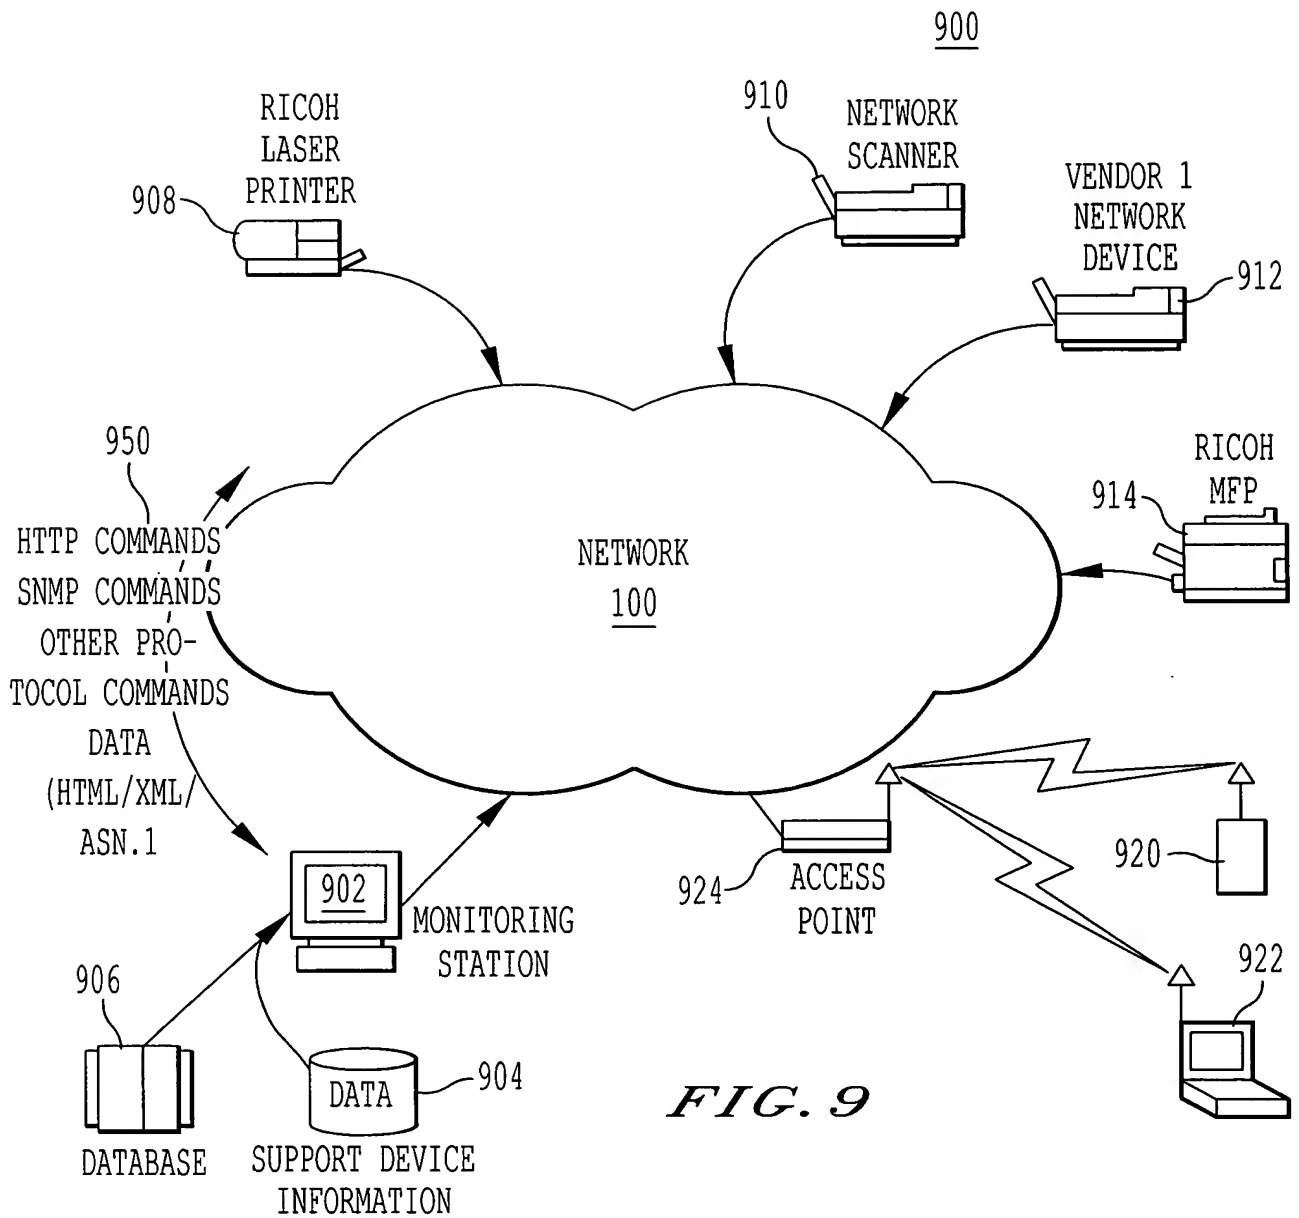 900
RICOH
LASER
PRINTER
908
910
NETWORK
SCANNER
VENDOR 1
NETWORK
DEVICE
912
950
HTTP COMMANDS
SNMP COMMANDS
OTHER PRO-
TOCOL COMMANDS
DATA
(HTML/XML/
ASN.1
NETWORK
100
RICOH
MFP
914
902
MONITORING
STATION
924
ACCESS
POINT
920
922
906
DATABASE
DATA
904
SUPPORT DEVICE
INFORMATION
FIG. 9